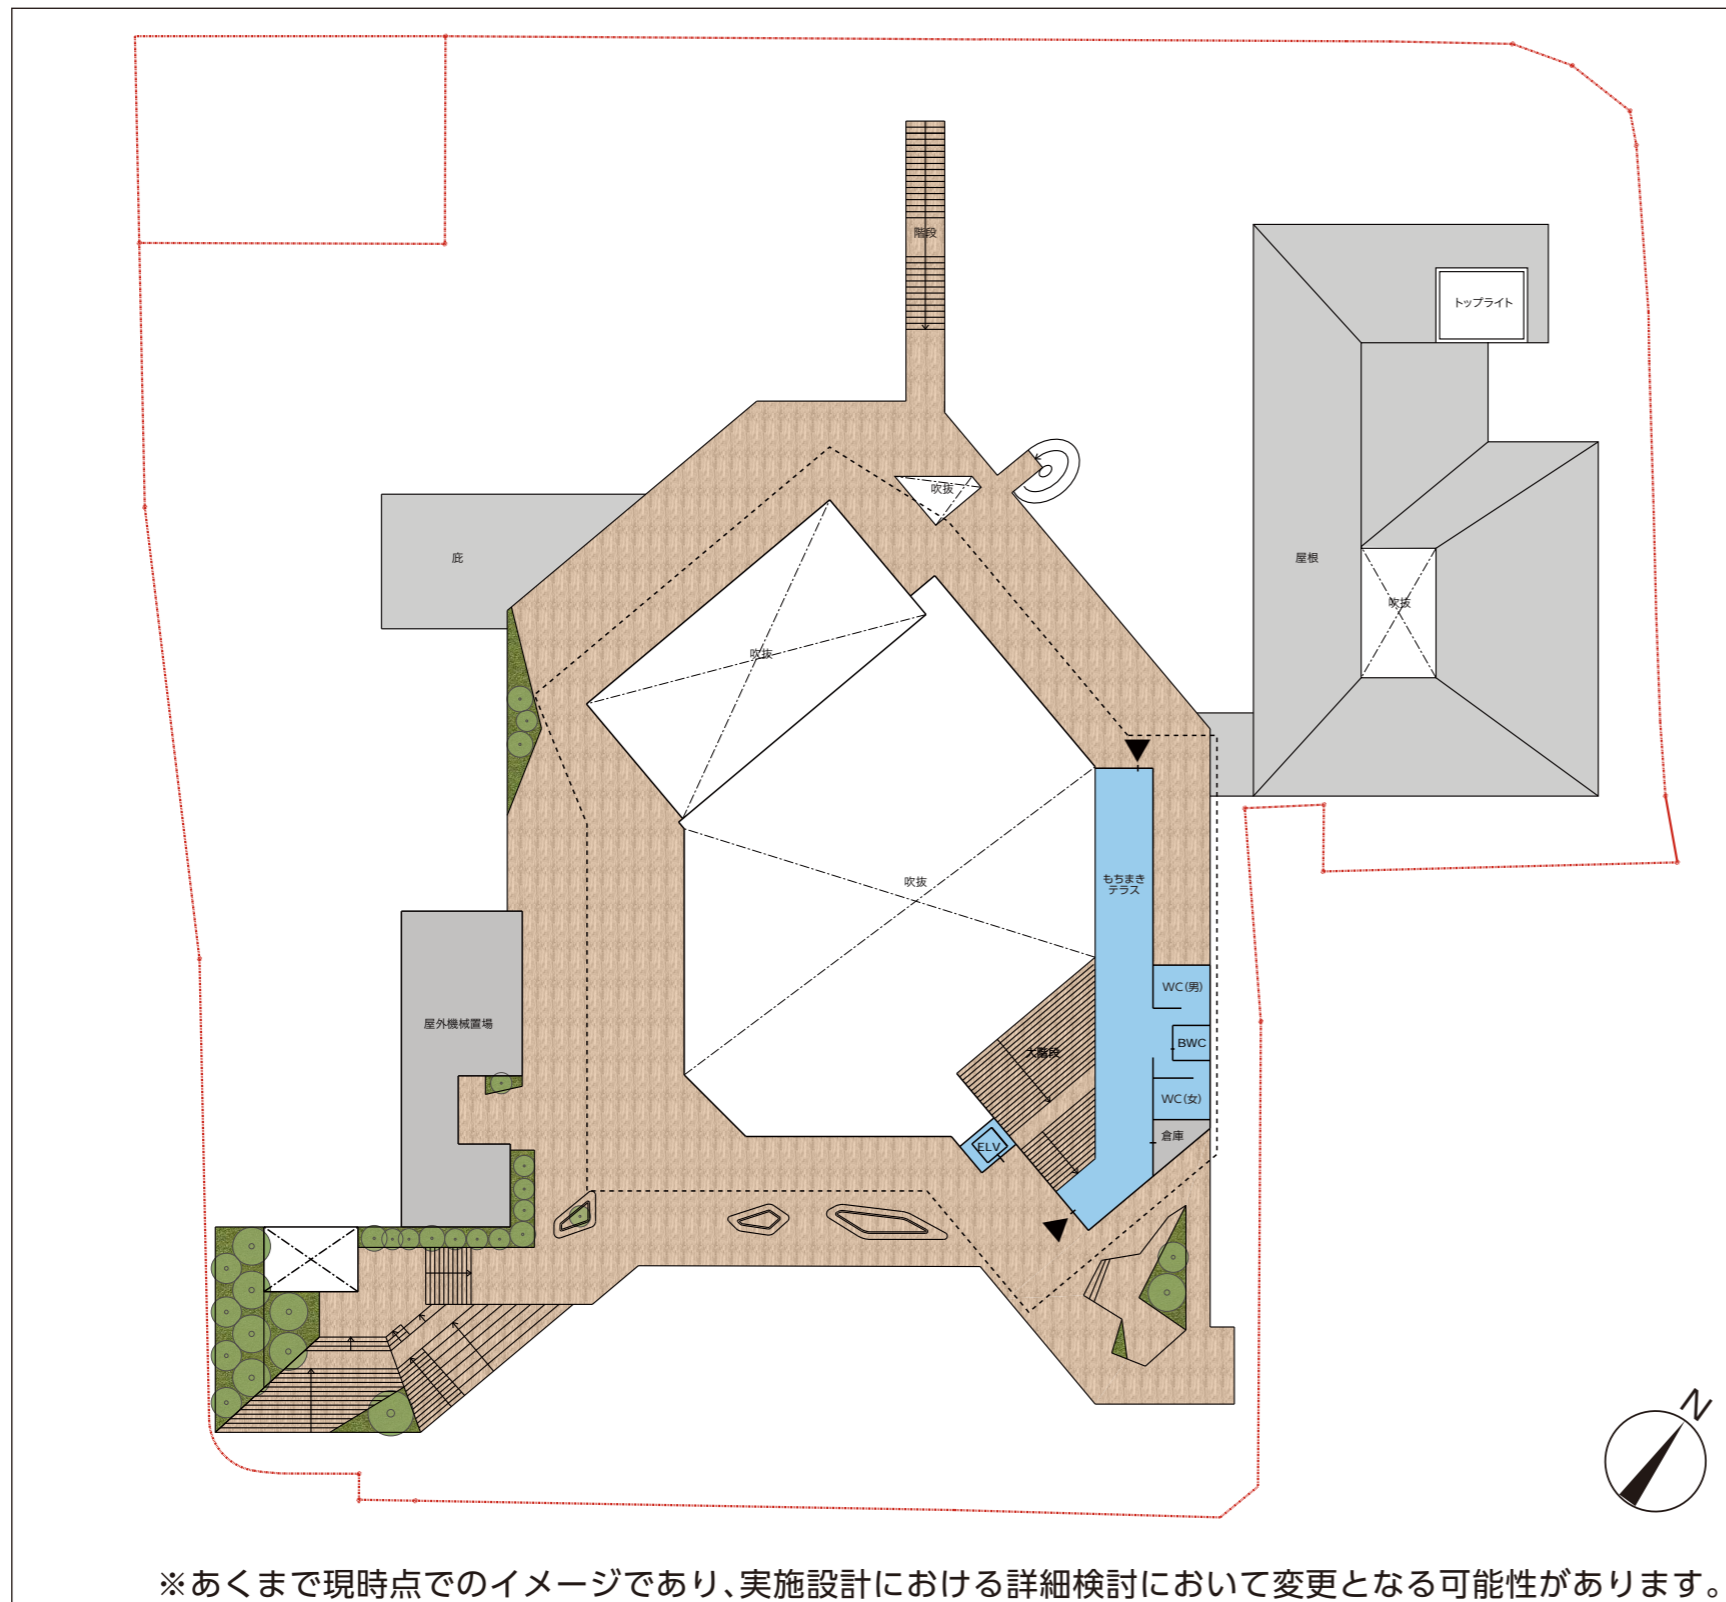 階段
トップライト
吹抜
庇
屋根
吹抜
吹抜
もちまき
テラス
吹抜
WC(男)
屋外機械置場
BWC
大階段
WC(女)
倉庫
ELV
N
※あくまで現時点でのイメージであり、実施設計における詳細検討において変更となる可能性があります。